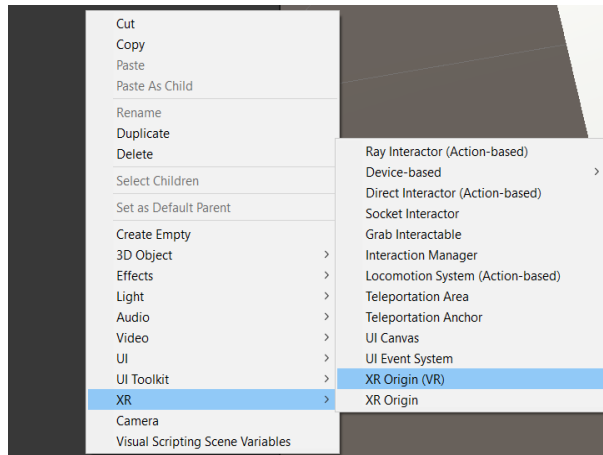 Cut
Copy
Paste
Paste As Child
Rename
Duplicate
Delete
Select Children
Set as Default Parent
Create Empty
3D Object
Effects
Light
Audio
Video
UI
UI Toolkit
XR
Camera
Visual Scripting Scene Variables
Ray Interactor (Action-based)
Device-based
Direct Interactor (Action-based)
Socket Interactor
Grab Interactable
Interaction Manager
Locomotion System (Action-based)
Teleportation Area
Teleportation Anchor
UI Canvas
UI Event System
XR Origin (VR)
XR Origin